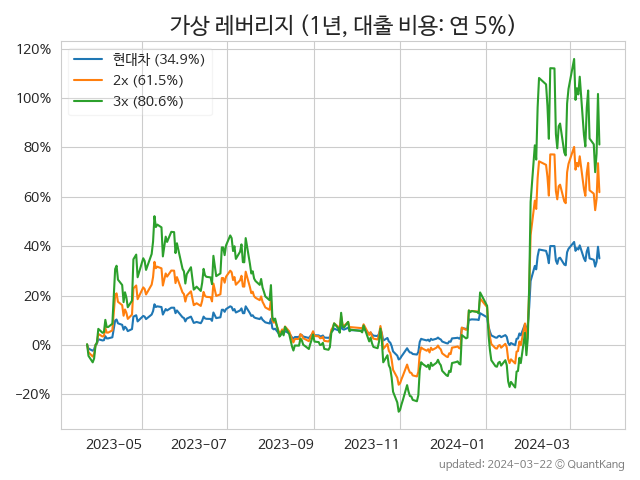 가상 레버리지 (1년, 대출 비용: 연 5%)
120%
100%
80%
60%
40%
20%
0%
−20%
현대차 (34.9%)
2x (61.5%)
3x (80.6%)
2023-05 2023-07 2023-09 2023-11 2024-01 2024-03
updated: 2024-03-22 © QuantKang